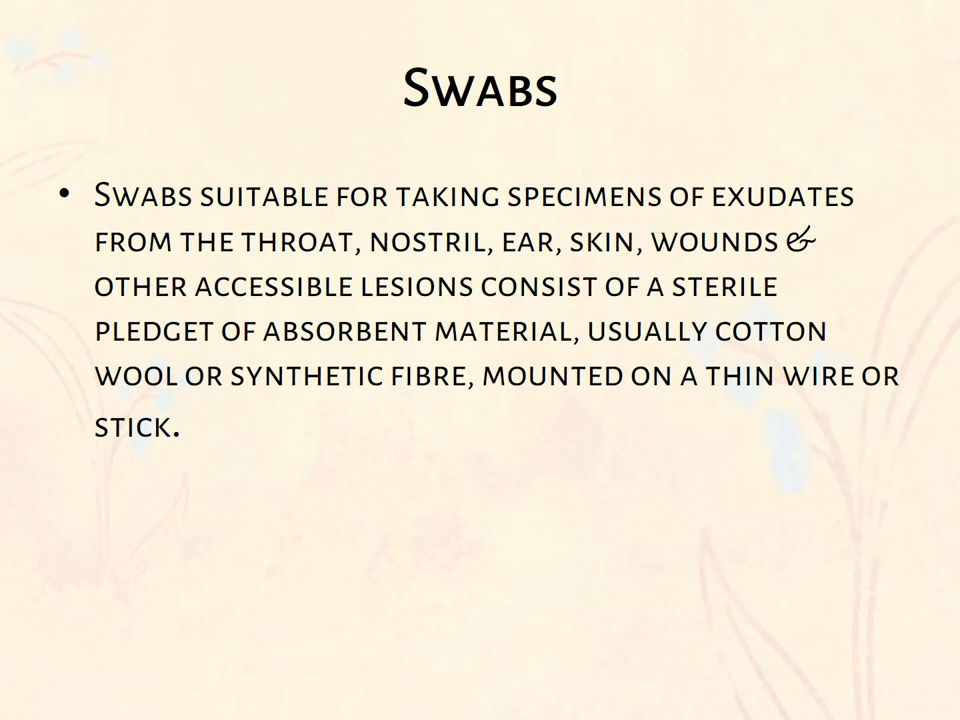 Swabs
• Swabs suitable for taking specimens of exudates
from the throat, nostril, ear, skin, wounds &
other accessible lesions consist of a sterile
pledget of absorbent material, usually cotton
wool or synthetic fibre, mounted on a thin wire or
stick.